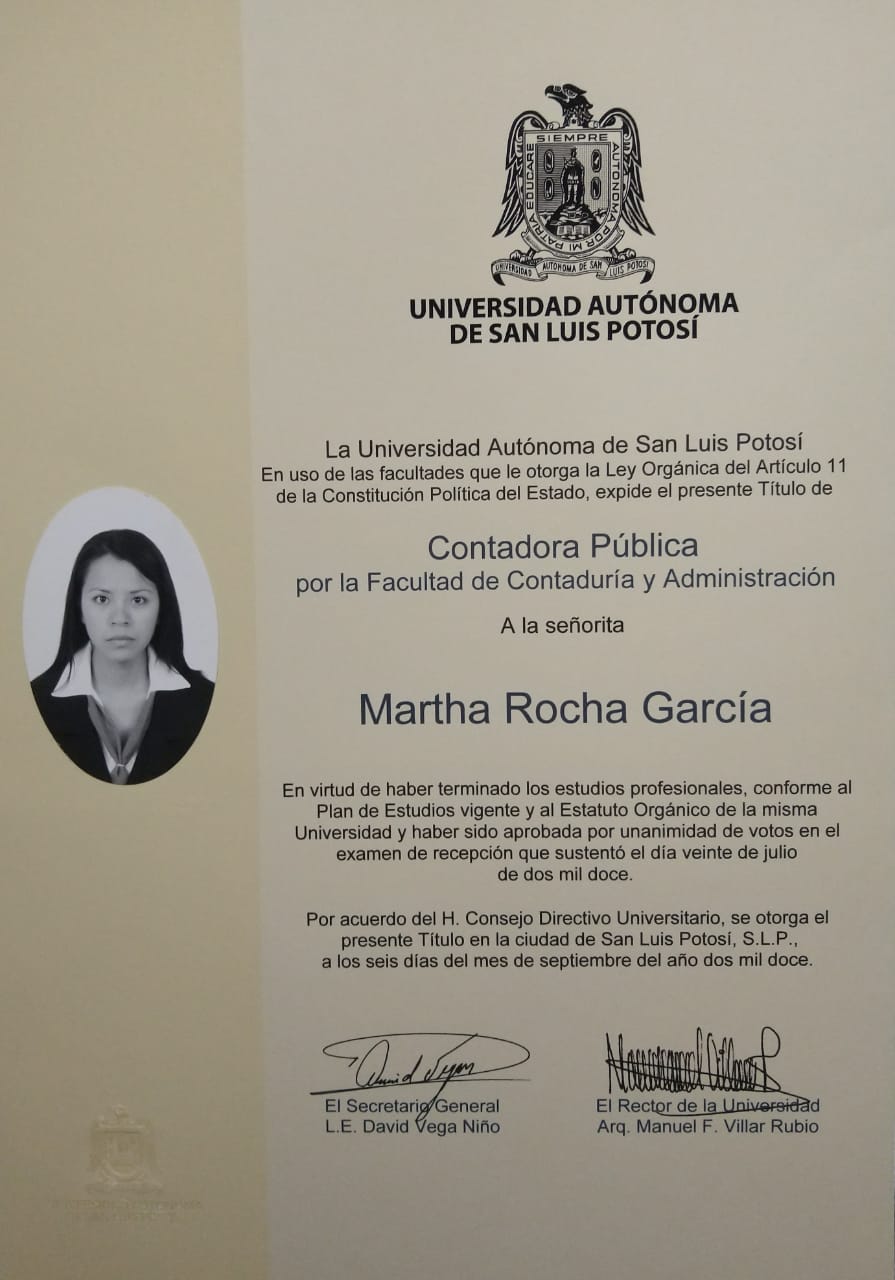 SIEMPRE AUTONOMA POR MI PATRIA EDUCARE
UNIVERSIDAD AUTONOMA DE SAN LUIS POTOSI
UNIVERSIDAD AUTÓNOMA
DE SAN LUIS POTOSÍ
La Universidad Autónoma de San Luis Potosí
En uso de las facultades que le otorga la Ley Orgánica del Artículo 11
de la Constitución Política del Estado, expide el presente Título de
Contadora Pública
por la Facultad de Contaduría y Administración
A la señorita
Martha Rocha García
En virtud de haber terminado los estudios profesionales, conforme al
Plan de Estudios vigente y al Estatuto Orgánico de la misma
Universidad y haber sido aprobada por unanimidad de votos en el
examen de recepción que sustentó el día veinte de julio
de dos mil doce.
Por acuerdo del H. Consejo Directivo Universitario, se otorga el
presente Título en la ciudad de San Luis Potosí, S.L.P.,
a los seis días del mes de septiembre del año dos mil doce.
El Secretario General
L.E. David Vega Niño
El Rector de la Universidad
Arq. Manuel F. Villar Rubio